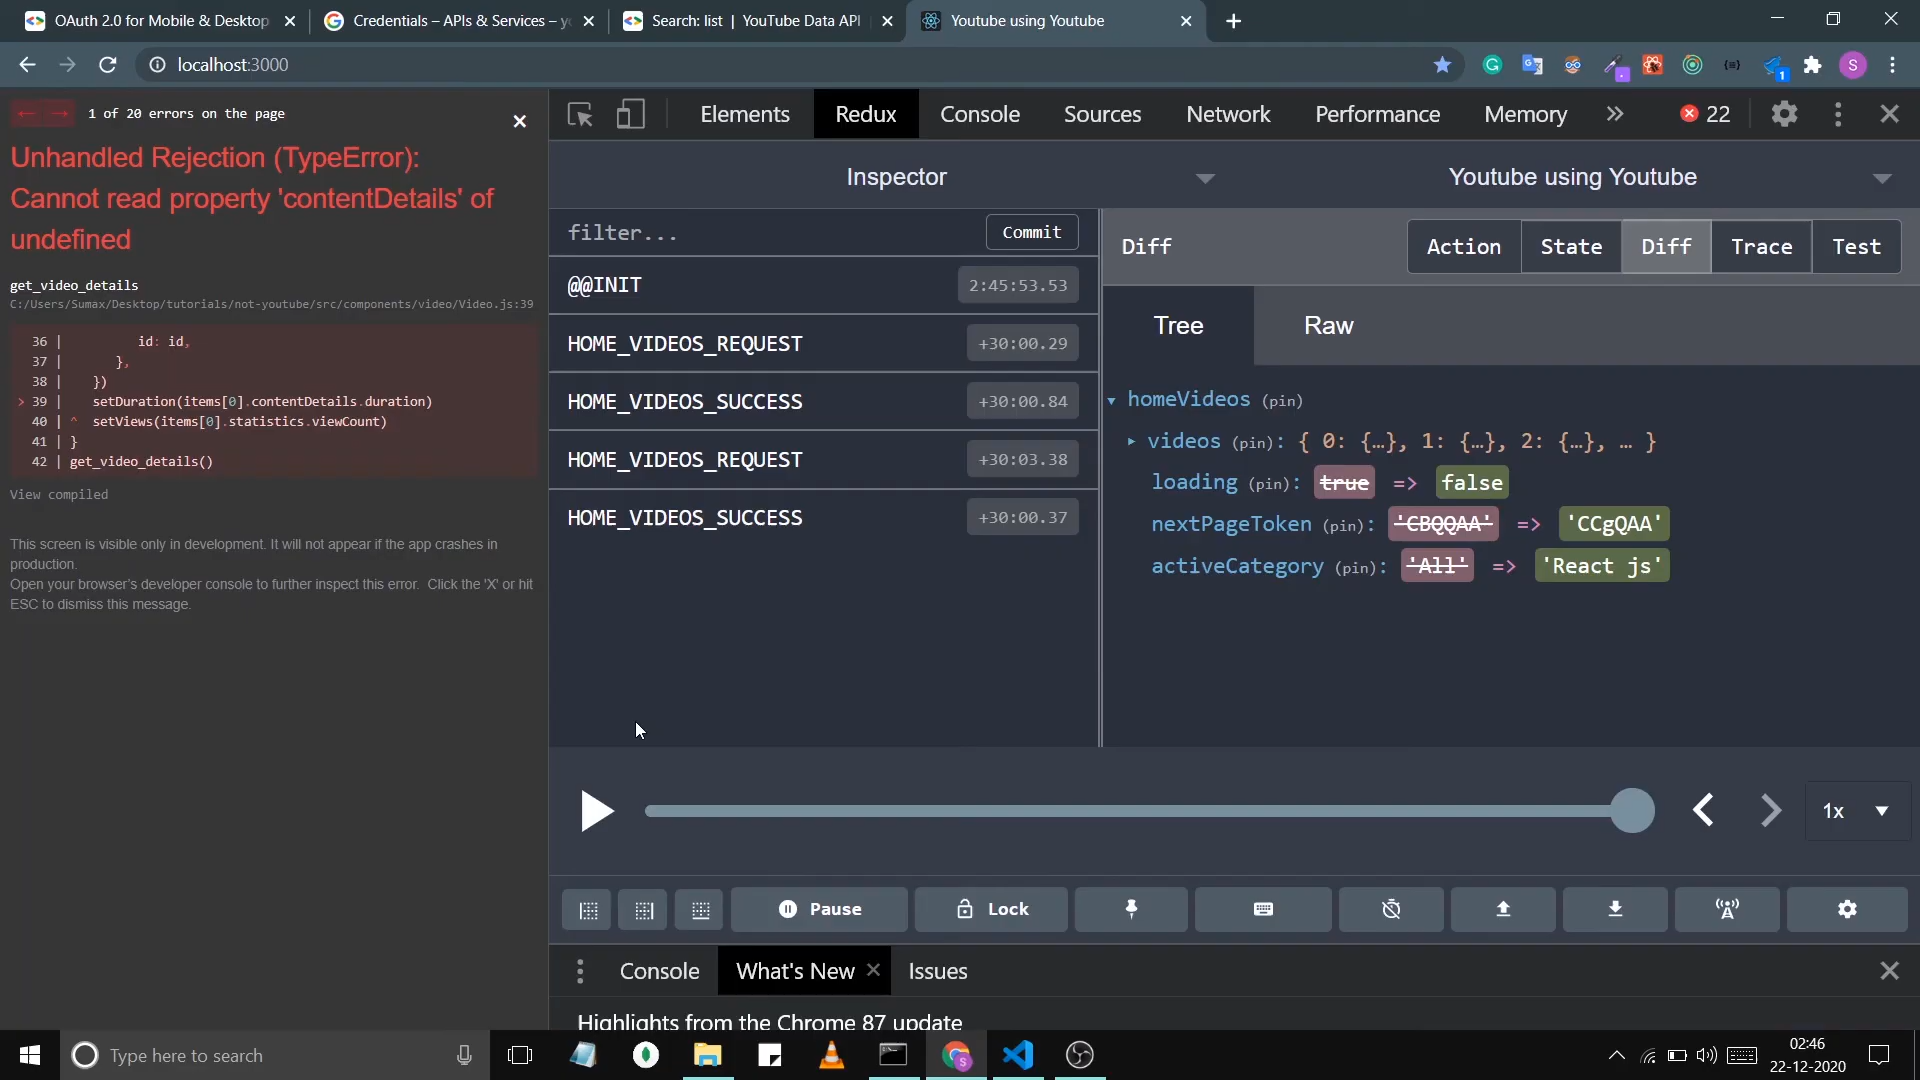 OAuth 2.0 for Mobile & Desktop
Credentials – APIs & Services – yo
Search: list | YouTube Data API
Youtube using Youtube
localhost:3000
1 of 20 errors on the page
Unhandled Rejection (TypeError):
Cannot read property 'contentDetails' of
undefined
get_video_details
C:/Users/Sumax/Desktop/tutorials/not-youtube/src/components/video/Video.js:39
36 | id: id,
37 | },
38 | })
> 39 | setDuration(items[0].contentDetails.duration)
40 | ^ setViews(items[0].statistics.viewCount)
41 | }
42 | get_video_details()
View compiled
This screen is visible only in development. It will not appear if the app crashes in
production.
Open your browser's developer console to further inspect this error. Click the 'X' or hit
ESC to dismiss this message.
Elements
Redux
Console
Sources
Network
Performance
Memory
22
Inspector
Youtube using Youtube
filter...
Commit
@@INIT
2:45:53.53
HOME_VIDEOS_REQUEST
+30:00.29
HOME_VIDEOS_SUCCESS
+30:00.84
HOME_VIDEOS_REQUEST
+30:03.38
HOME_VIDEOS_SUCCESS
+30:00.37
Diff
Action
State
Diff
Trace
Test
Tree
Raw
homeVideos (pin)
videos (pin): { 0: {…}, 1: {…}, 2: {…}, … }
loading (pin): true => false
nextPageToken (pin): 'CBQQAA' => 'CCgQAA'
activeCategory (pin): 'All' => 'React js'
1x
Pause
Lock
Console
What's New
Issues
Highlights from the Chrome 87 update
Type here to search
02:46
22-12-2020